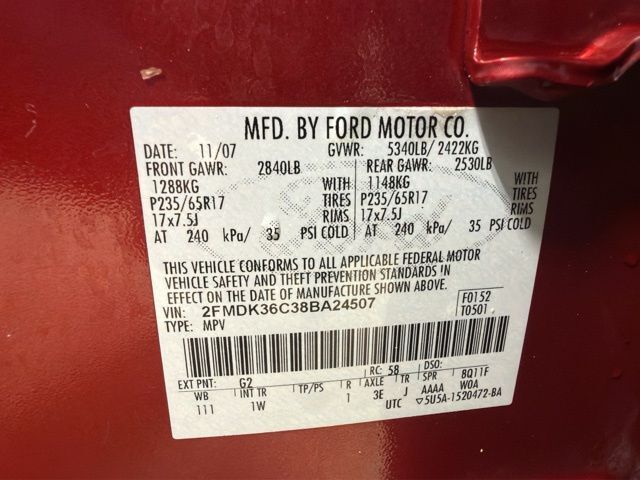 MFD. BY FORD MOTOR CO.
DATE: 11/07 GVWR: 5340LB/ 2422KG
FRONT GAWR: 2840LB REAR GAWR: 2530LB
1288KG WITH 1148KG WITH
P235/65R17 TIRES P235/65R17 TIRES
17x7.5J RIMS 17x7.5J RIMS
AT 240 kPa/ 35 PSI COLD AT 240 kPa/ 35 PSI COLD
THIS VEHICLE CONFORMS TO ALL APPLICABLE FEDERAL MOTOR
VEHICLE SAFETY AND THEFT PREVENTION STANDARDS IN
EFFECT ON THE DATE OF MANUFACTURE SHOWN ABOVE.
VIN: 2FMDK36C38BA24507 F0152
TYPE: MPV T0501
EXT PNT: G2 RC: 58 DSO:
WB INT TR TP/PS R AXLE TR SPR 8Q11F
111 1W 1 3E J AAAA W0A
UTC ▽5U5A-1520472-BA